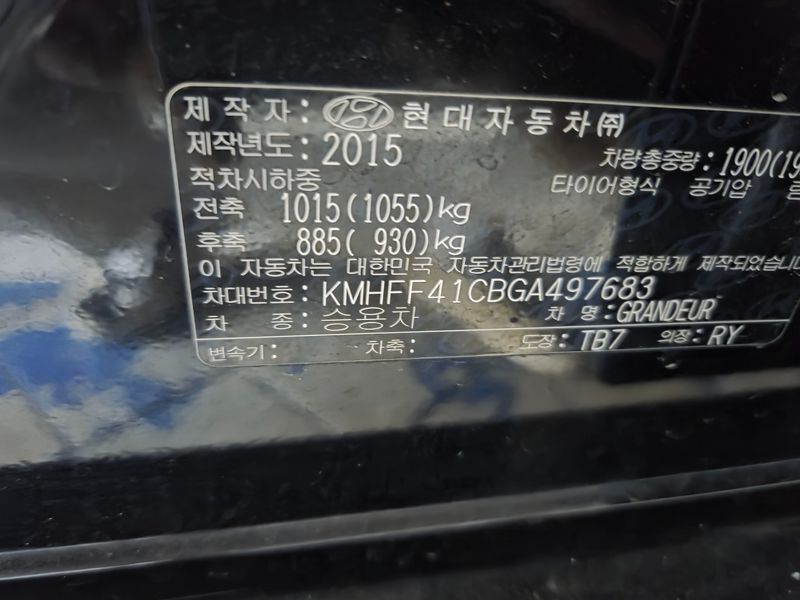 제 작 자 : 현대자동차㈜
제작년도 : 2015 차량총중량 : 1900(19
적차시하중 타이어형식 공기압 림
전축 1015(1055)kg
후축 885( 930)kg
이 자동차는 대한민국 자동차관리법령에 적합하게 제작되었습니다
차대번호 : KMHFF41CBGA497683
차 종 : 승용차 차 명 : GRANDEUR
변속기 : 차축 : 도장 : TB7 외장 : RY